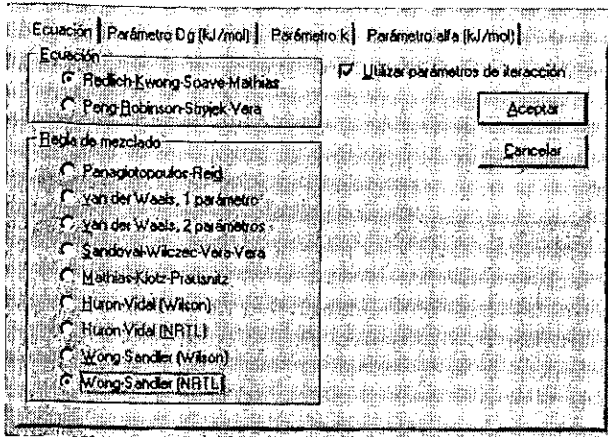 Ecuación Parámetro Dg (kJ/mol) Parámetro k Parámetro alfa (kJ/mol)
Ecuación
Redlich-Kwong-Soave-Mathias
Peng-Robinson-Stryjek-Vera
Utilizar parámetros de iteracción
Aceptar
Cancelar
Regla de mezclado
Panagiotopoulos-Reid
van der Waals, 1 parámetro
van der Waals, 2 parámetros
Sandoval-Wilczec-Vera-Vera
Mathias-Klotz-Prausnitz
Huron-Vidal (Wilson)
Huron-Vidal (NRTL)
Wong-Sandler (Wilson)
Wong-Sandler (NRTL)